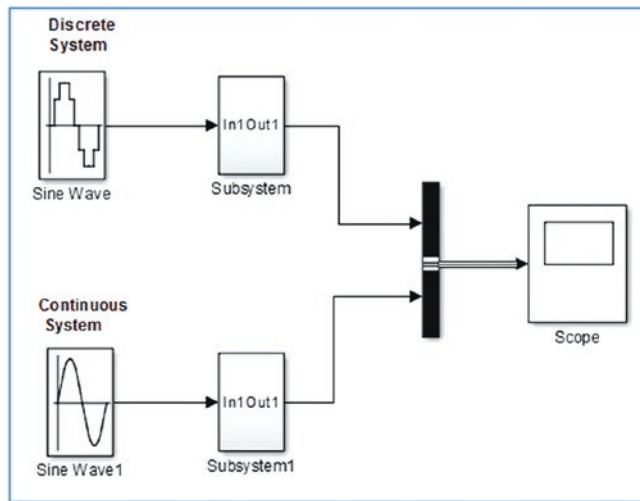 Discrete
System
In1Out1
Sine Wave
Subsystem
Continuous
System
In1Out1
Scope
Sine Wave1
Subsystem1